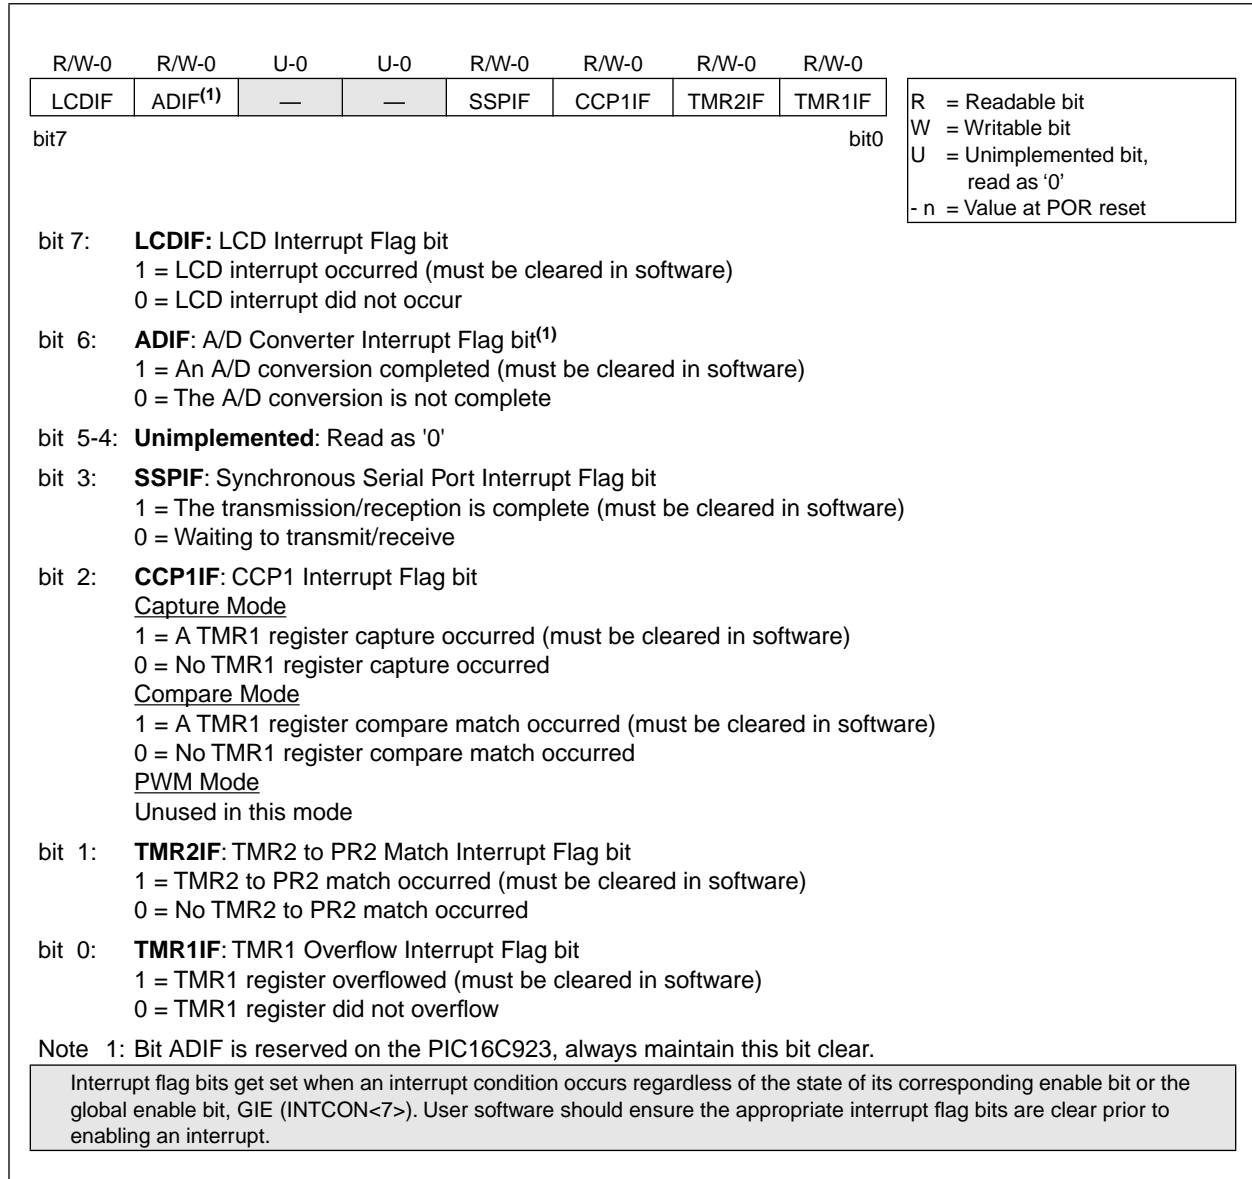 R/W-0 R/W-0 U-0 U-0 R/W-0 R/W-0 R/W-0 R/W-0
LCDIF ADIF(1) — — SSPIF CCP1IF TMR2IF TMR1IF
bit7 bit0
R = Readable bit
W = Writable bit
U = Unimplemented bit,
read as ‘0’
- n = Value at POR reset
bit 7: LCDIF: LCD Interrupt Flag bit
1 = LCD interrupt occurred (must be cleared in software)
0 = LCD interrupt did not occur
bit 6: ADIF: A/D Converter Interrupt Flag bit(1)
1 = An A/D conversion completed (must be cleared in software)
0 = The A/D conversion is not complete
bit 5-4: Unimplemented: Read as '0'
bit 3: SSPIF: Synchronous Serial Port Interrupt Flag bit
1 = The transmission/reception is complete (must be cleared in software)
0 = Waiting to transmit/receive
bit 2: CCP1IF: CCP1 Interrupt Flag bit
Capture Mode
1 = A TMR1 register capture occurred (must be cleared in software)
0 = No TMR1 register capture occurred
Compare Mode
1 = A TMR1 register compare match occurred (must be cleared in software)
0 = No TMR1 register compare match occurred
PWM Mode
Unused in this mode
bit 1: TMR2IF: TMR2 to PR2 Match Interrupt Flag bit
1 = TMR2 to PR2 match occurred (must be cleared in software)
0 = No TMR2 to PR2 match occurred
bit 0: TMR1IF: TMR1 Overflow Interrupt Flag bit
1 = TMR1 register overflowed (must be cleared in software)
0 = TMR1 register did not overflow
Note 1: Bit ADIF is reserved on the PIC16C923, always maintain this bit clear.
Interrupt flag bits get set when an interrupt condition occurs regardless of the state of its corresponding enable bit or the
global enable bit, GIE (INTCON<7>). User software should ensure the appropriate interrupt flag bits are clear prior to
enabling an interrupt.